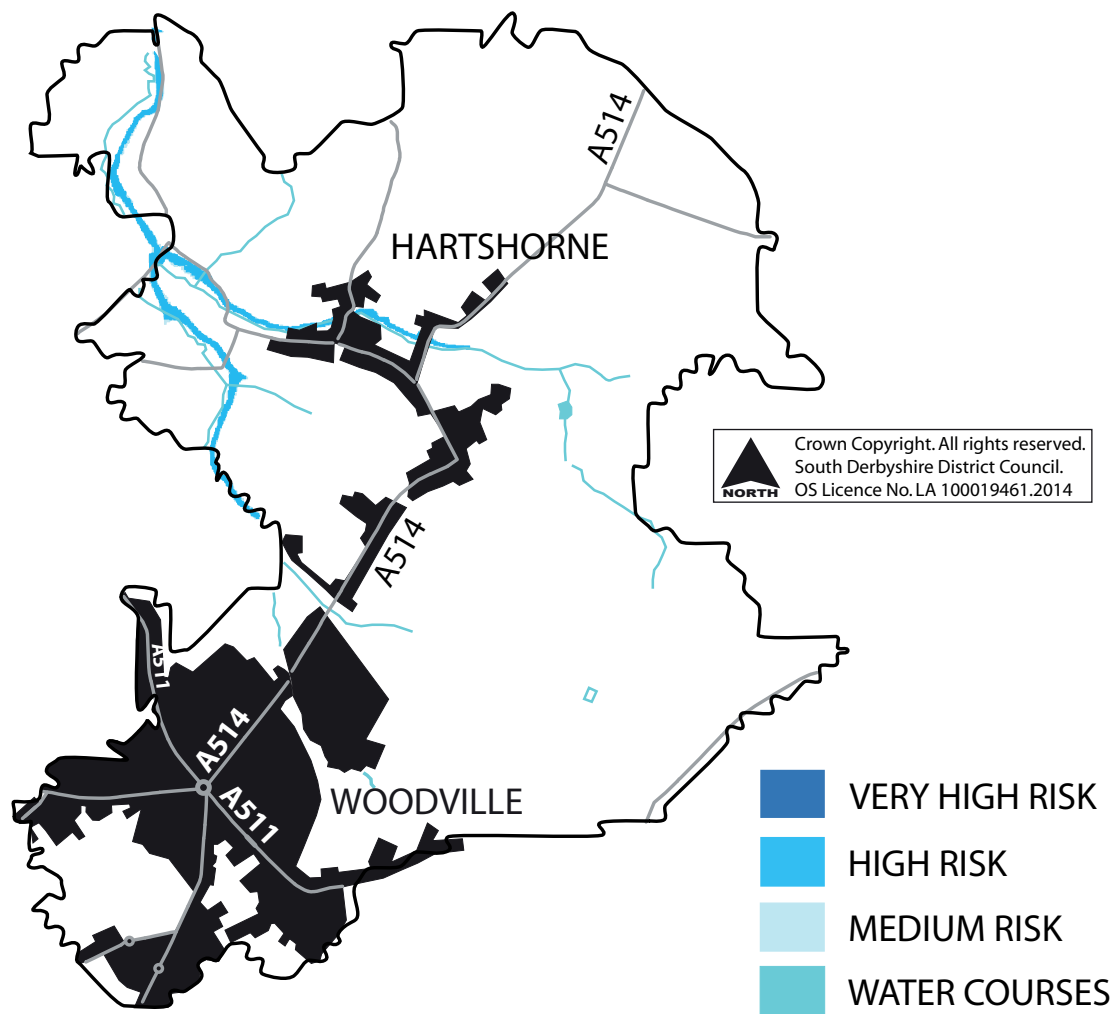 A514
HARTSHORNE
Crown Copyright. All rights reserved.
South Derbyshire District Council.
OS Licence No. LA 100019461.2014
NORTH
A514
A511
A514
A511
WOODVILLE
VERY HIGH RISK
HIGH RISK
MEDIUM RISK
WATER COURSES